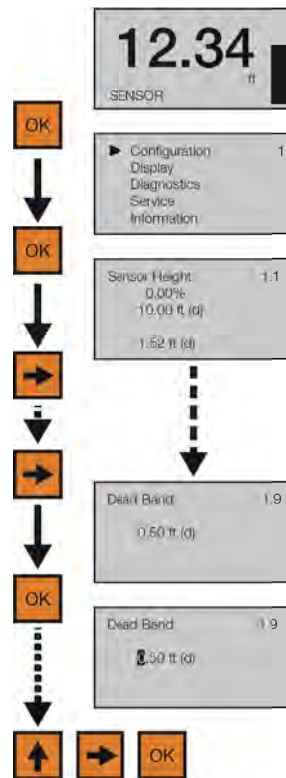 12.34
ft
SENSOR
OK
Configuration 1
Display
Diagnostics
Service
Information
OK
Sensor Height 1.1
0.00%
10.00 ft (d)
1.52 ft (d)
Dead Band 1.9
0.50 ft (d)
OK
Dead Band 1.9
0.50 ft (d)
OK